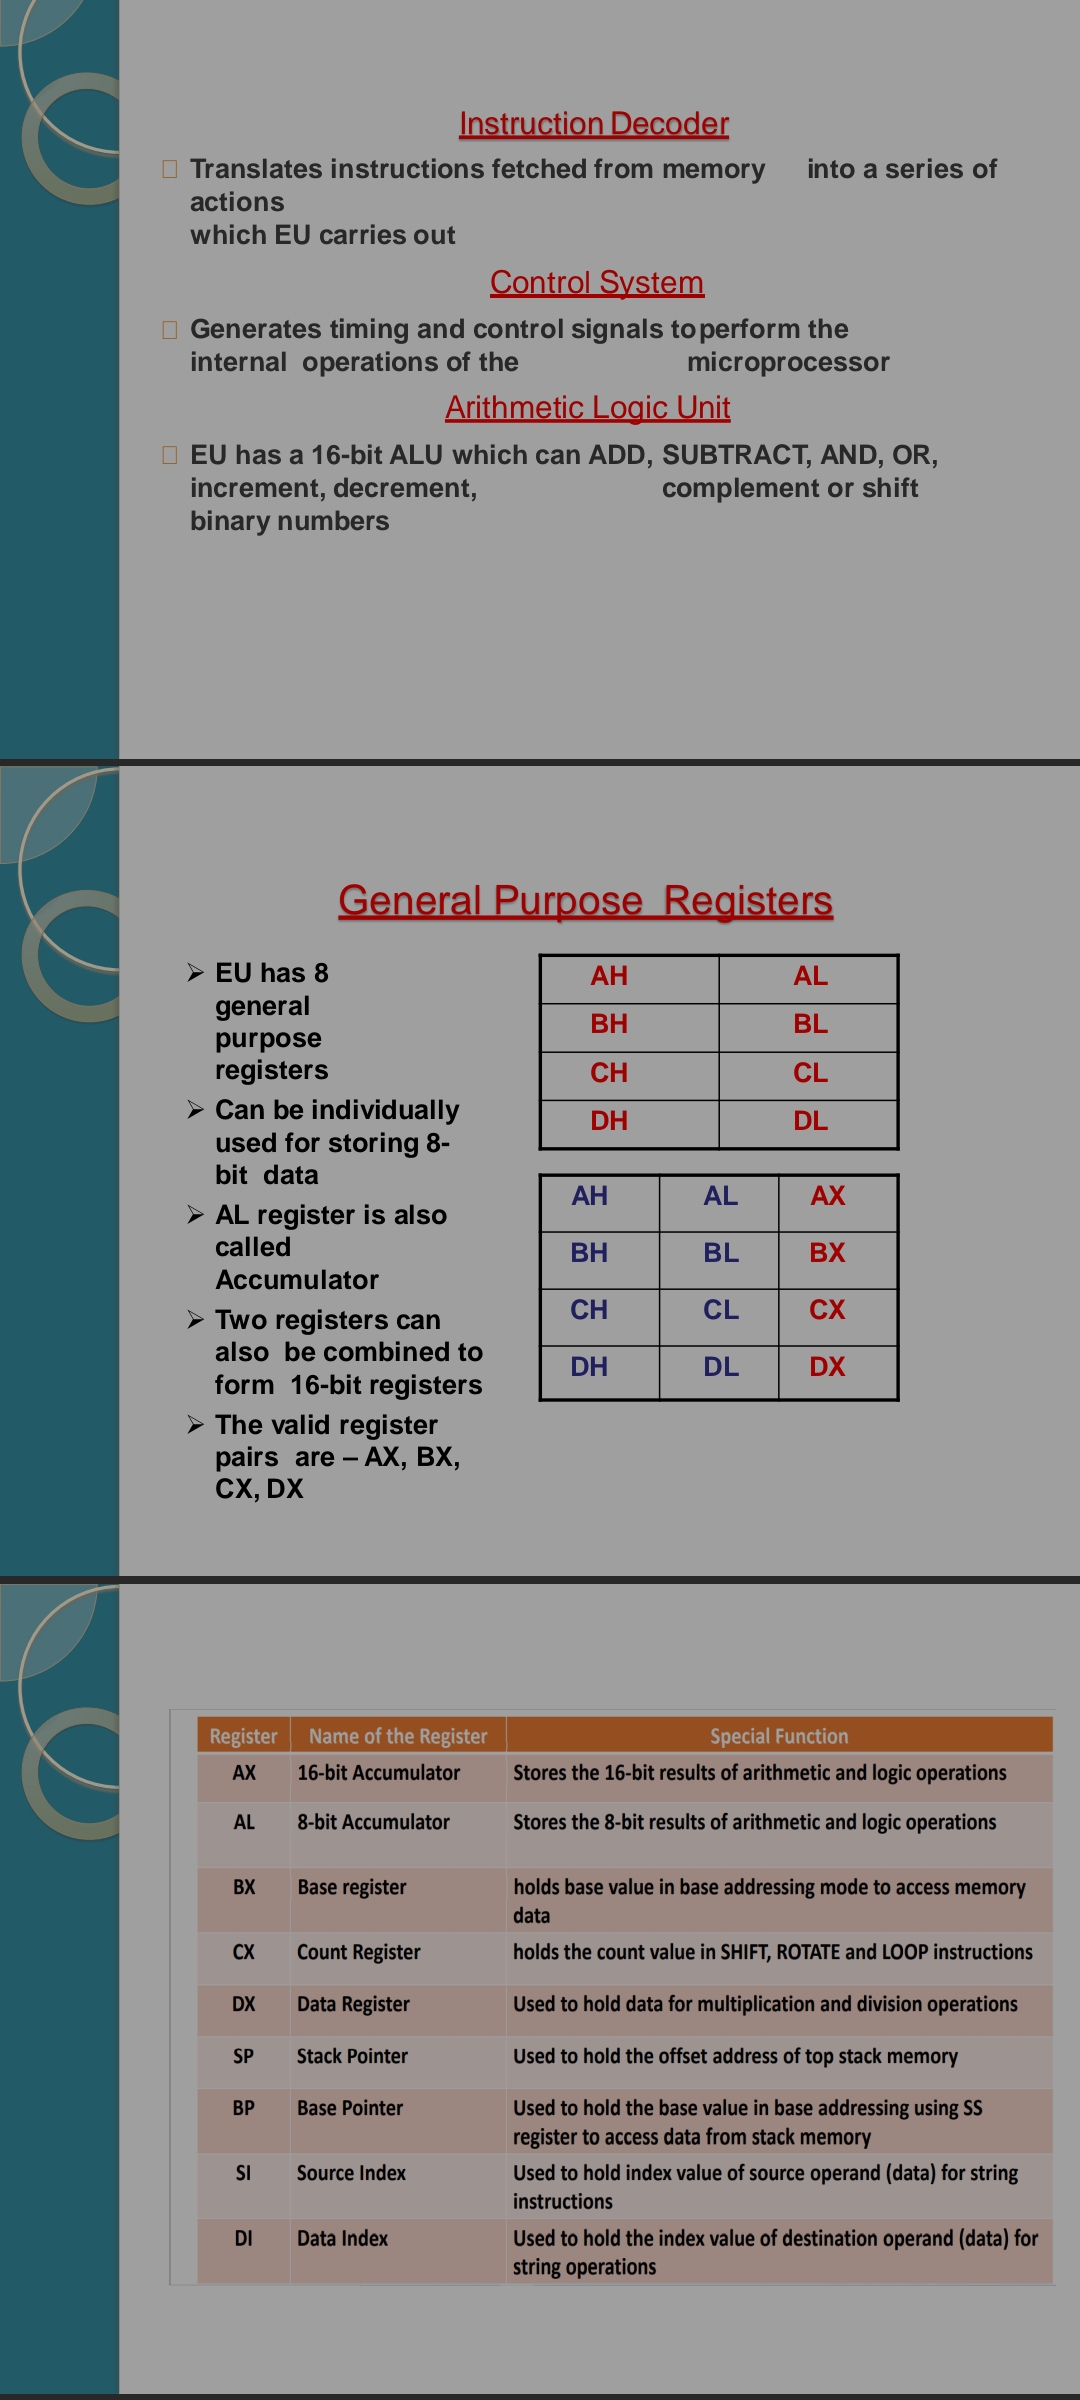 Instruction Decoder
Translates instructions fetched from memory into a series of
actions
which EU carries out
Control System
Generates timing and control signals to perform the
internal operations of the microprocessor
Arithmetic Logic Unit
EU has a 16-bit ALU which can ADD, SUBTRACT, AND, OR,
increment, decrement, complement or shift
binary numbers
General Purpose Registers
EU has 8
general
purpose
registers
Can be individually
used for storing 8-
bit data
AL register is also
called
Accumulator
Two registers can
also be combined to
form 16-bit registers
The valid register
pairs are – AX, BX,
CX, DX
AH AL
BH BL
CH CL
DH DL
AH AL AX
BH BL BX
CH CL CX
DH DL DX
Register Name of the Register Special Function
AX 16-bit Accumulator Stores the 16-bit results of arithmetic and logic operations
AL 8-bit Accumulator Stores the 8-bit results of arithmetic and logic operations
BX Base register holds base value in base addressing mode to access memory
data
CX Count Register holds the count value in SHIFT, ROTATE and LOOP instructions
DX Data Register Used to hold data for multiplication and division operations
SP Stack Pointer Used to hold the offset address of top stack memory
BP Base Pointer Used to hold the base value in base addressing using SS
register to access data from stack memory
SI Source Index Used to hold index value of source operand (data) for string
instructions
DI Data Index Used to hold the index value of destination operand (data) for
string operations